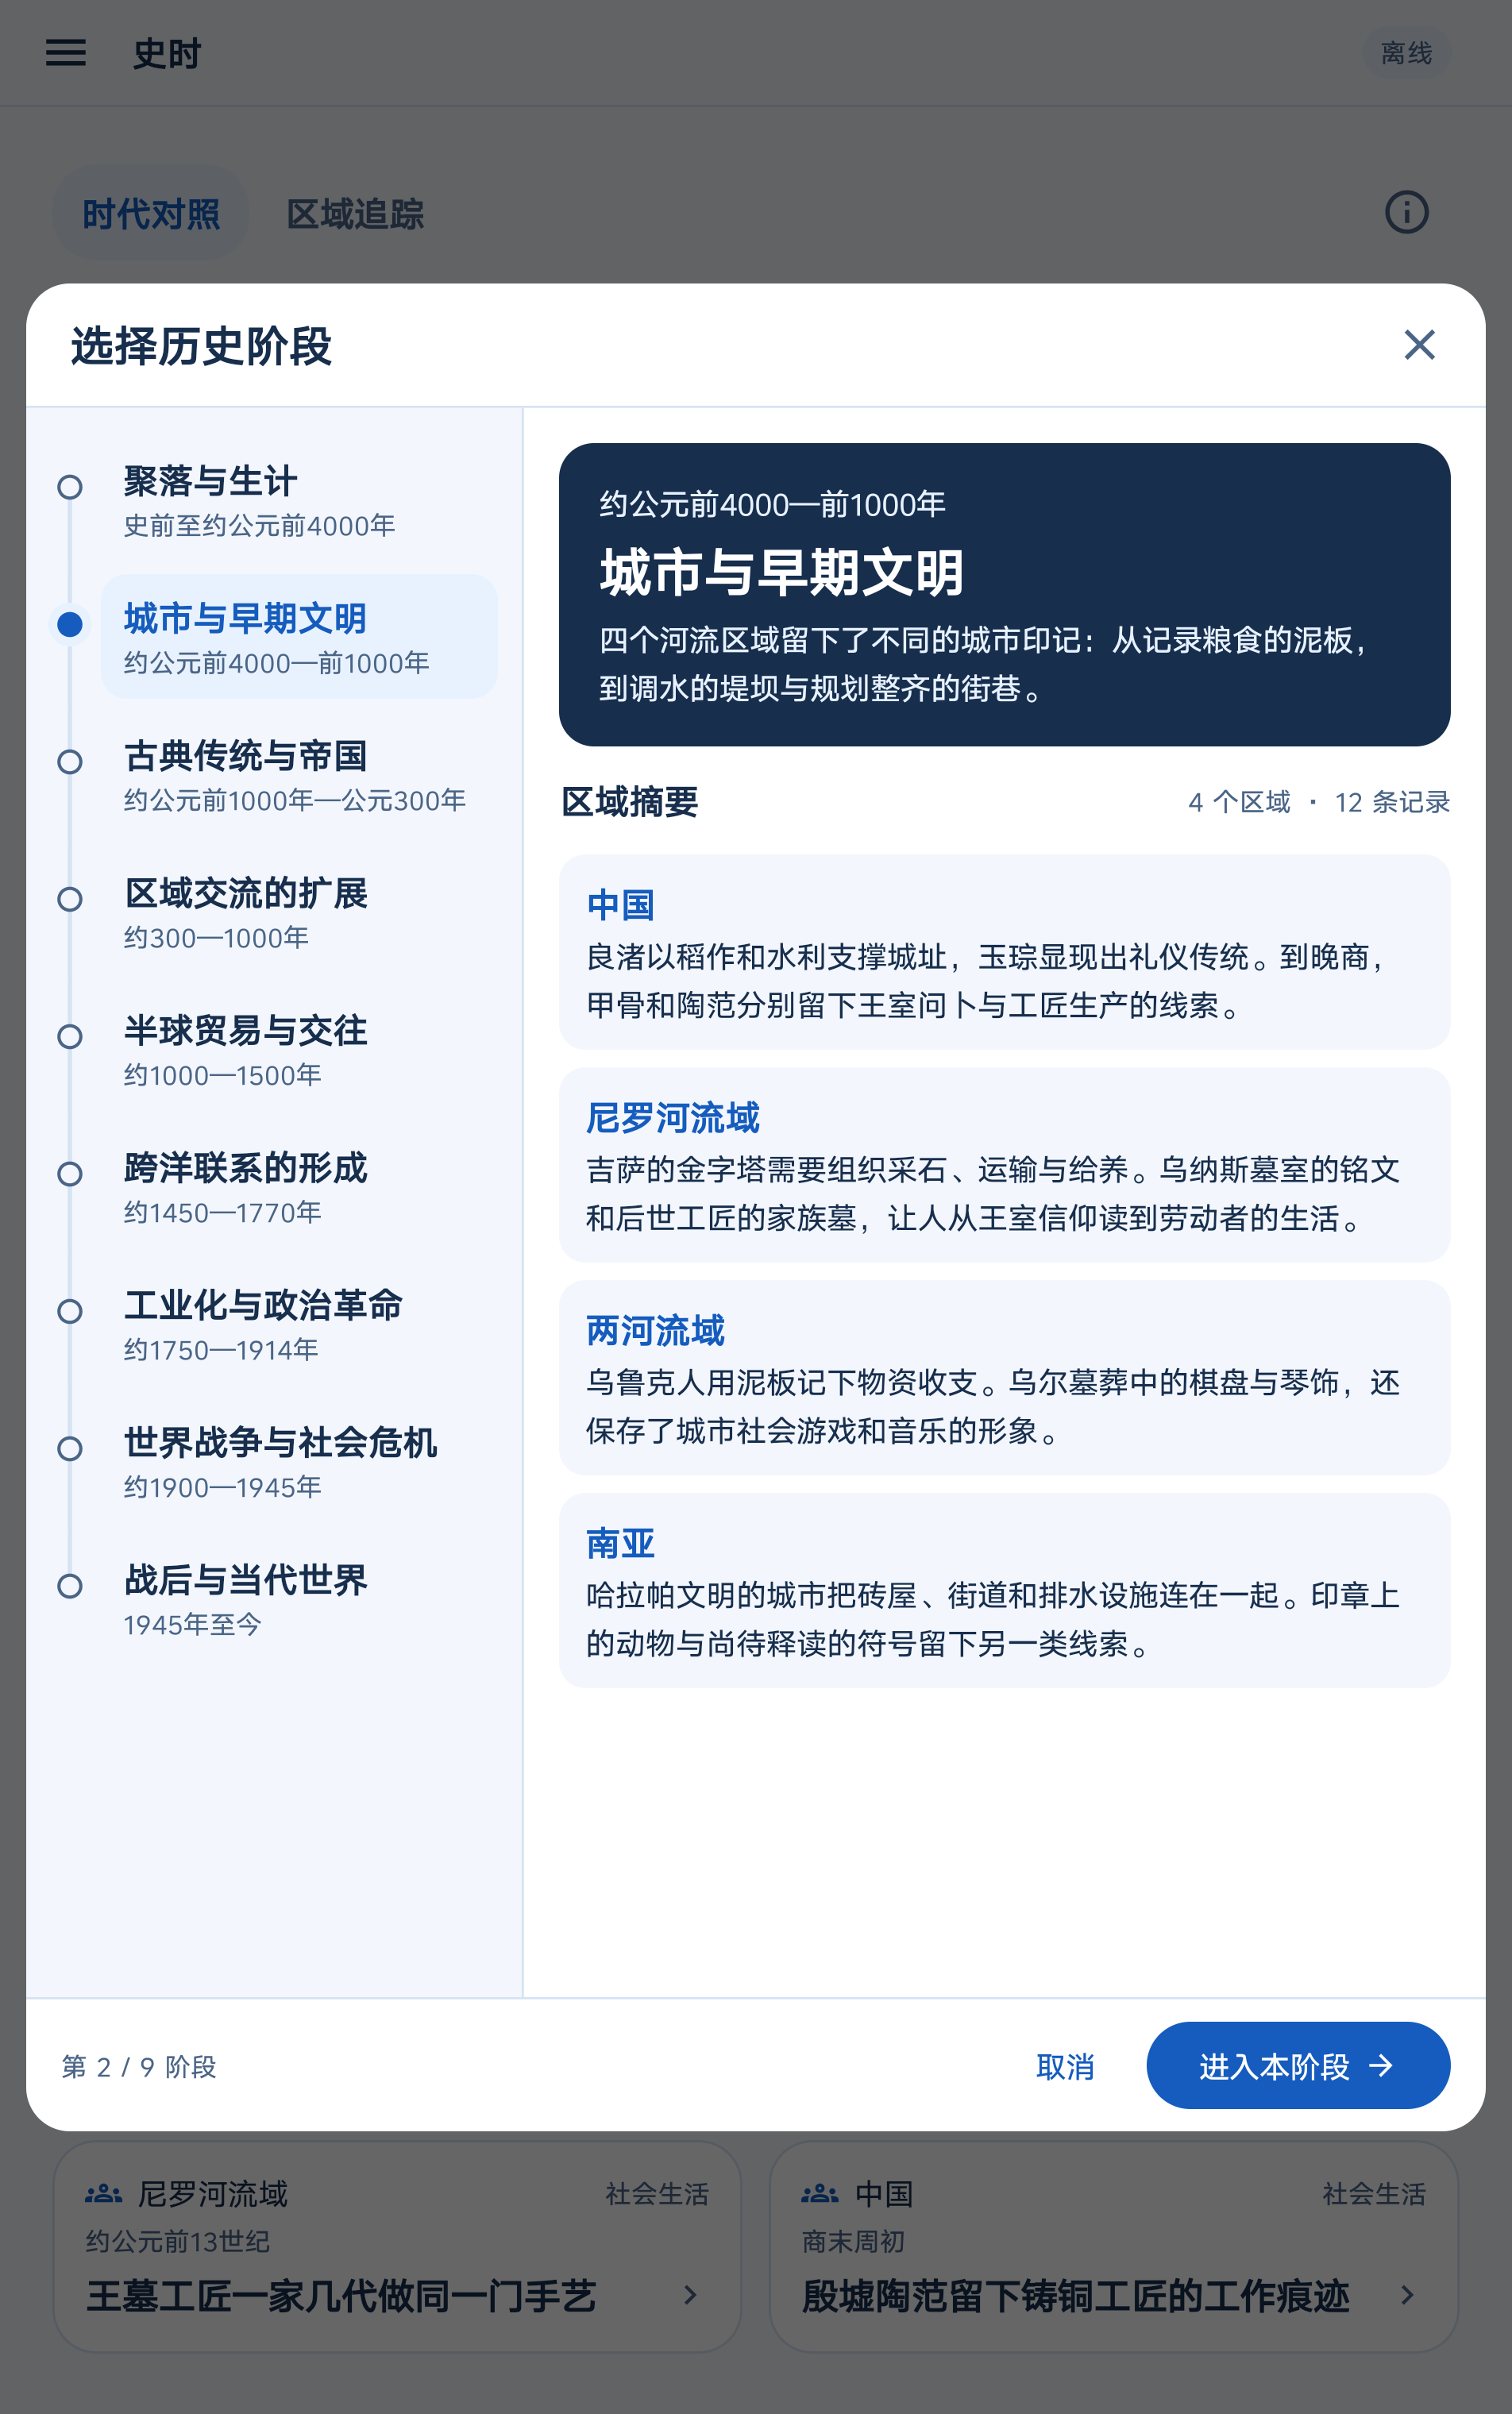 史时
离线
时代对照
区域追踪
选择历史阶段
聚落与生计
史前至约公元前4000年
城市与早期文明
约公元前4000—前1000年
古典传统与帝国
约公元前1000年—公元300年
区域交流的扩展
约300—1000年
半球贸易与交往
约1000—1500年
跨洋联系的形成
约1450—1770年
工业化与政治革命
约1750—1914年
世界战争与社会危机
约1900—1945年
战后与当代世界
1945年至今
约公元前4000—前1000年
城市与早期文明
四个河流区域留下了不同的城市印记：从记录粮食的泥板，
到调水的堤坝与规划整齐的街巷。
区域摘要
4 个区域 · 12 条记录
中国
良渚以稻作和水利支撑城址，玉琮显现出礼仪传统。到晚商，
甲骨和陶范分别留下王室问卜与工匠生产的线索。
尼罗河流域
吉萨的金字塔需要组织采石、运输与给养。乌纳斯墓室的铭文
和后世工匠的家族墓，让人从王室信仰读到劳动者的生活。
两河流域
乌鲁克人用泥板记下物资收支。乌尔墓葬中的棋盘与琴饰，还
保存了城市社会游戏和音乐的形象。
南亚
哈拉帕文明的城市把砖屋、街道和排水设施连在一起。印章上
的动物与尚待释读的符号留下另一类线索。
第 2 / 9 阶段
取消
进入本阶段
尼罗河流域
社会生活
约公元前13世纪
王墓工匠一家几代做同一门手艺
中国
社会生活
商末周初
殷墟陶范留下铸铜工匠的工作痕迹